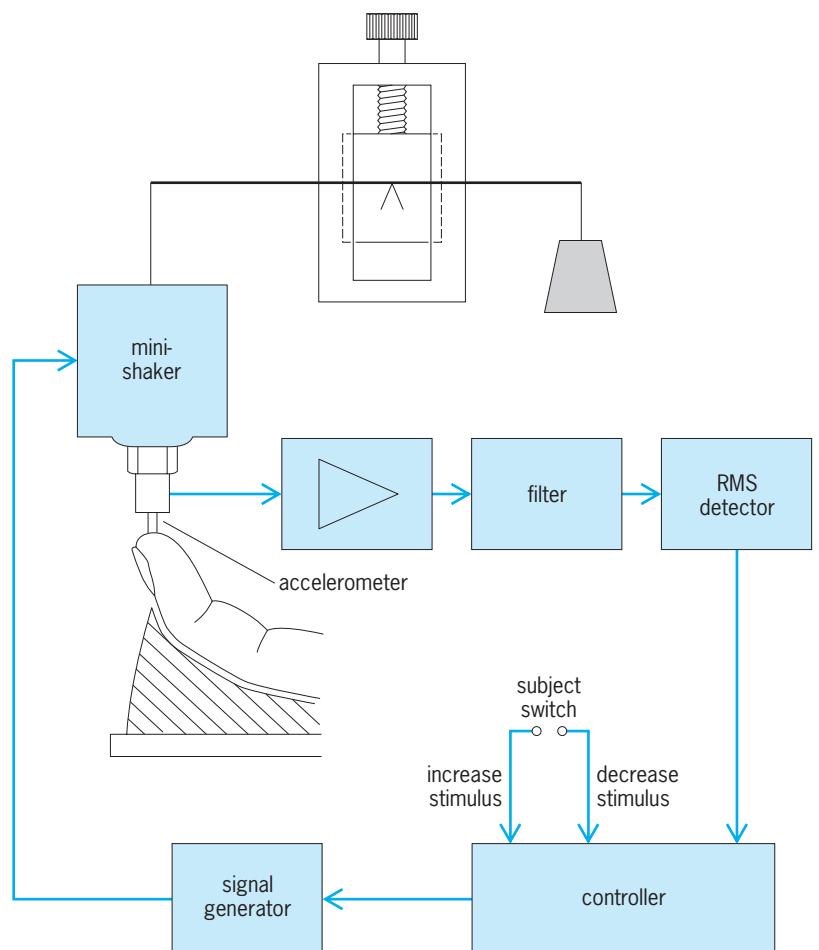 mini-
shaker
filter
RMS
detector
accelerometer
subject
switch
increase
stimulus
decrease
stimulus
signal
generator
controller